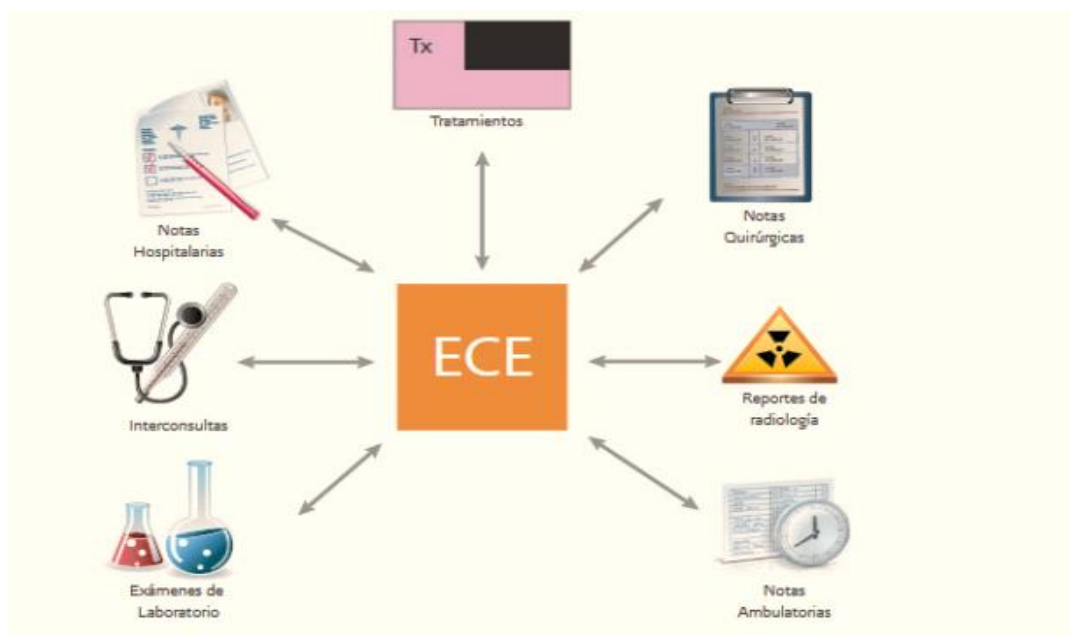 Tx
Tratamientos
Notas
Hospitalarias
Notas
Quirúrgicas
Interconsultas
ECE
Reportes de
radiología
Exámenes de
Laboratorio
Notas
Ambulatorias